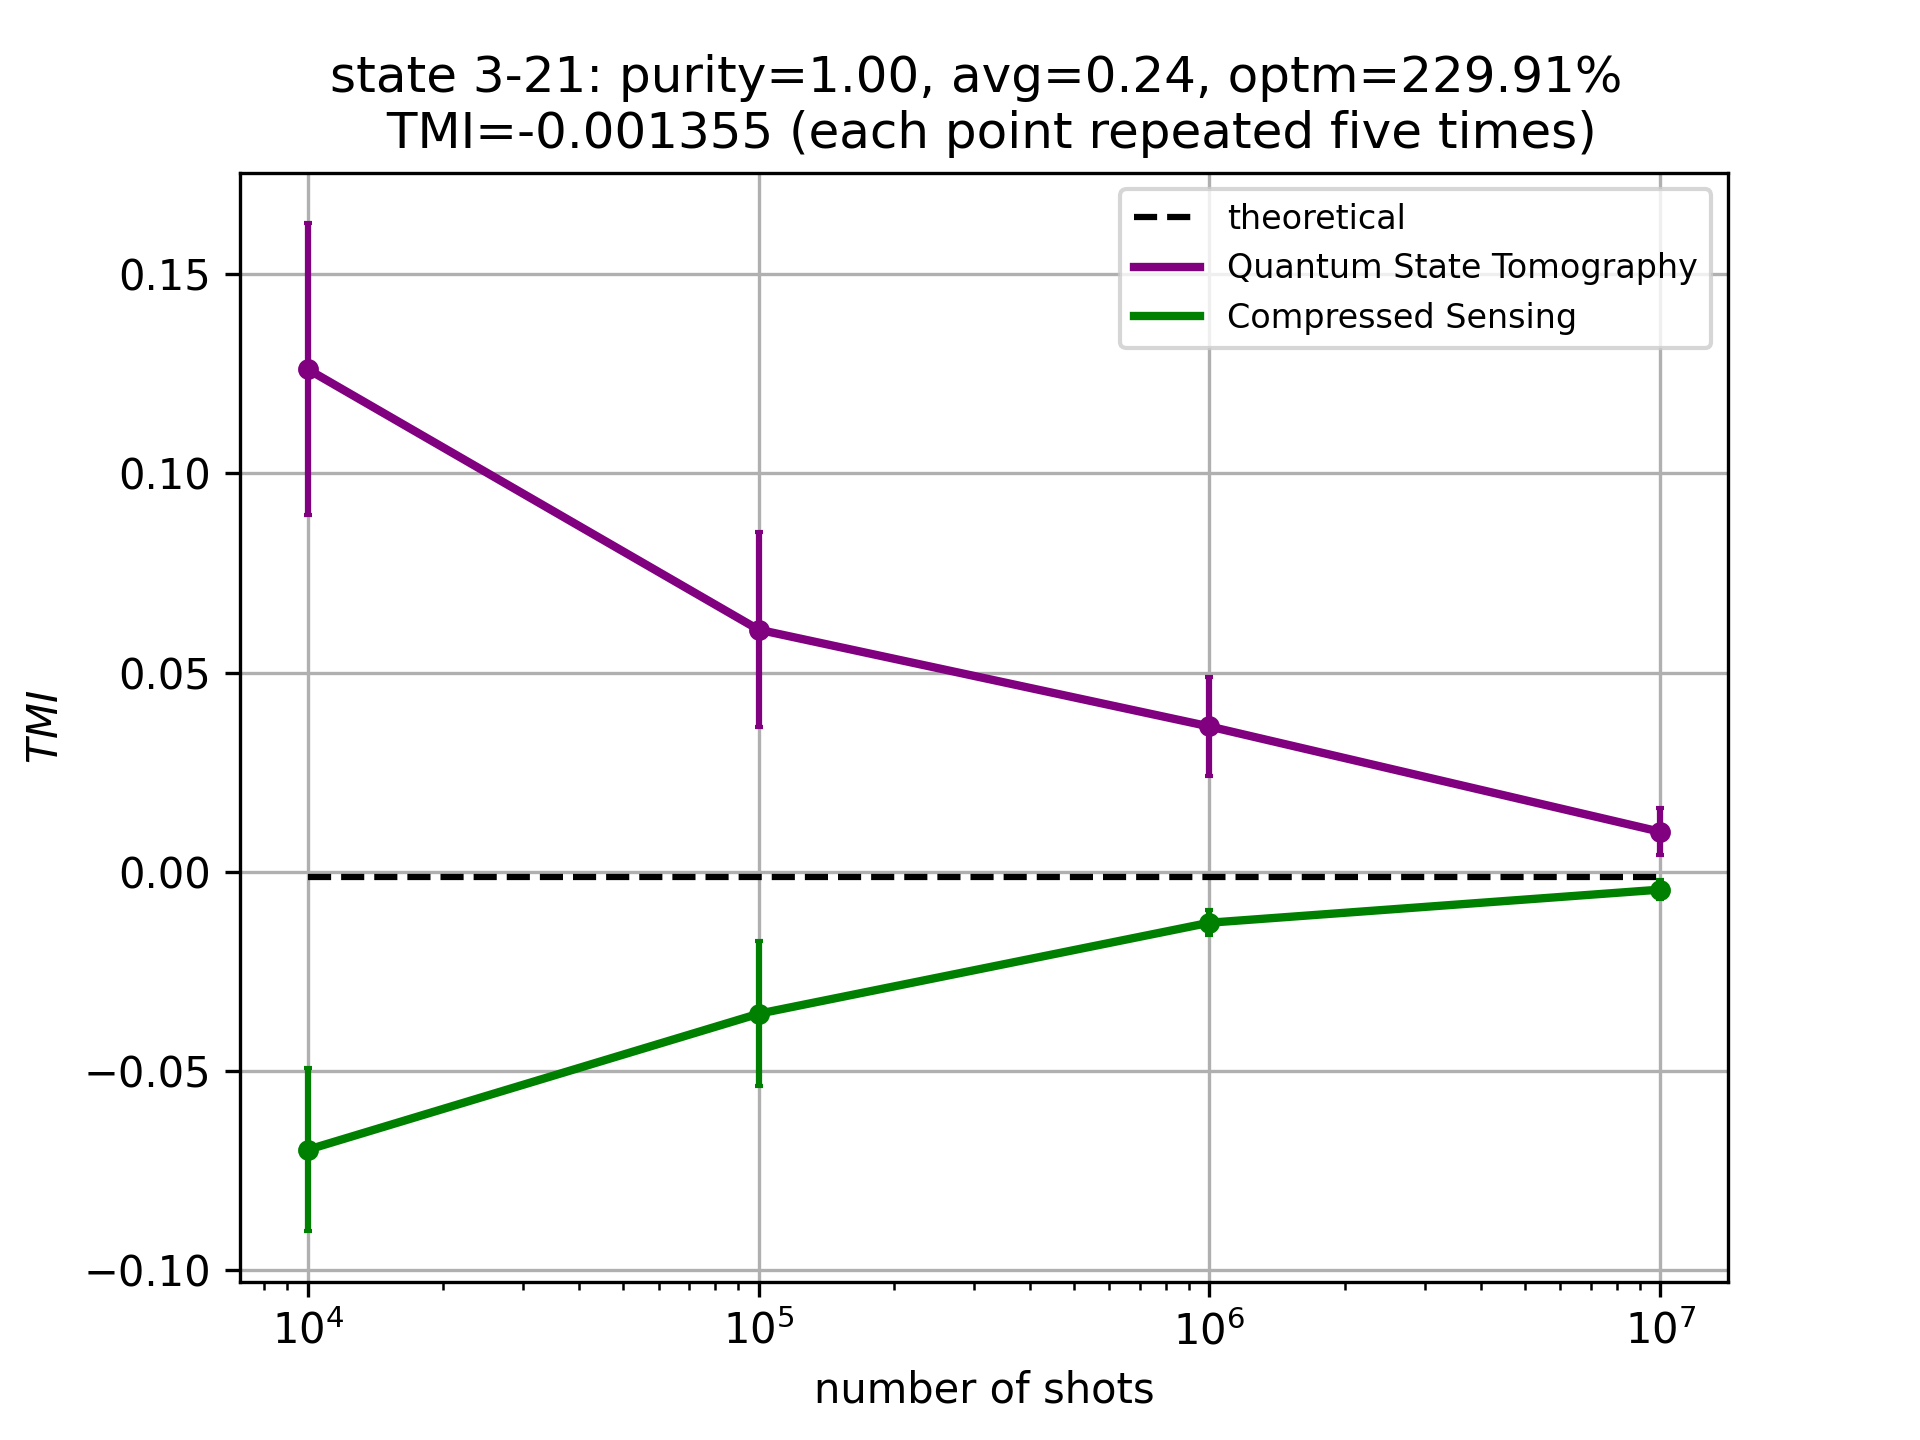 state 3-21: purity=1.00, avg=0.24, optm=229.91%
TMI=-0.001355 (each point repeated five times)
theoretical
Quantum State Tomography
Compressed Sensing
0.15
0.10
0.05
0.00
−0.05
−0.10
TMI
10⁴
10⁵
10⁶
10⁷
number of shots